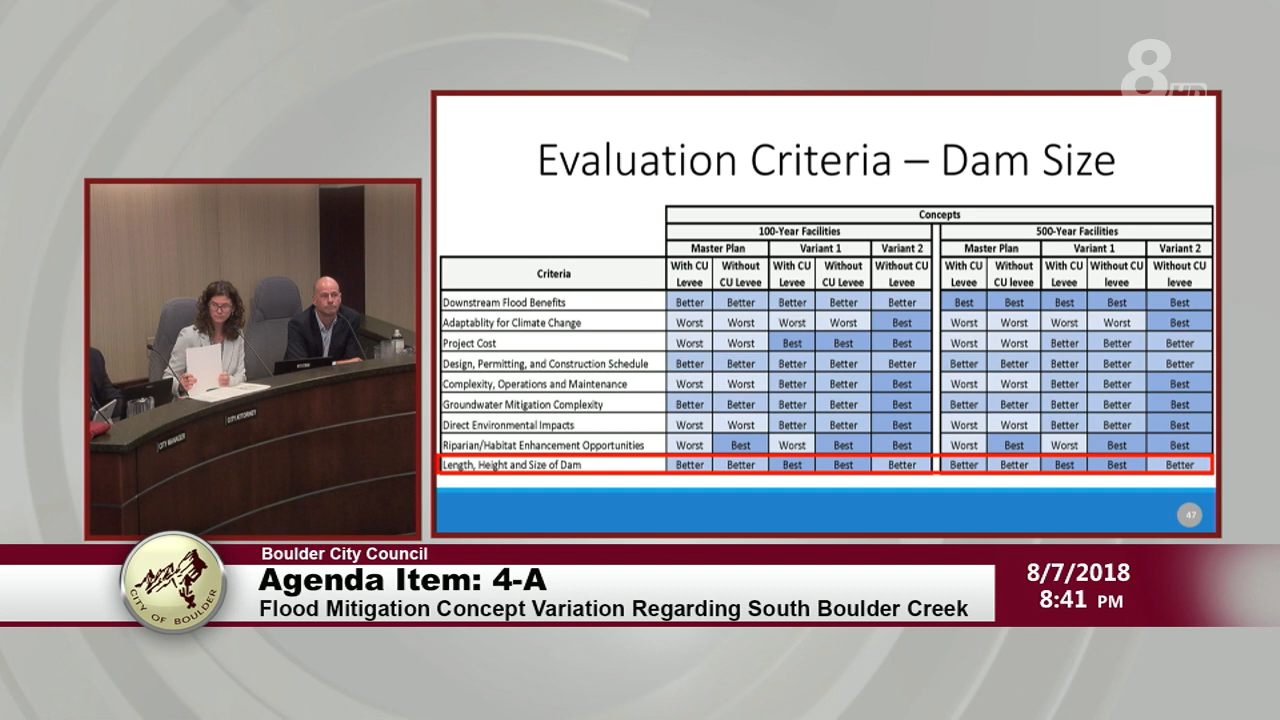 8
HD
Evaluation Criteria – Dam Size
Concepts
100-Year Facilities 500-Year Facilities
Master Plan Variant 1 Variant 2 Master Plan Variant 1 Variant 2
Criteria With CU Levee Without CU Levee With CU Levee Without CU Levee Without CU Levee With CU Levee Without CU levee With CU Levee Without CU levee Without CU levee
Downstream Flood Benefits Better Better Better Better Better Best Best Best Best Best
Adaptablity for Climate Change Worst Worst Worst Worst Best Worst Worst Worst Worst Best
Project Cost Worst Worst Best Best Best Worst Worst Better Better Better
Design, Permitting, and Construction Schedule Better Better Better Better Better Better Better Better Better Better
Complexity, Operations and Maintenance Worst Worst Better Better Best Worst Worst Better Better Best
Groundwater Mitigation Complexity Better Better Better Better Best Better Better Better Better Best
Direct Environmental Impacts Worst Worst Better Better Best Worst Worst Better Better Best
Riparian/Habitat Enhancement Opportunities Worst Best Worst Best Best Worst Best Worst Best Best
Length, Height and Size of Dam Better Better Best Best Better Better Better Best Best Better
47
CITY MANAGER
CITY ATTORNEY
CITY OF BOULDER
Boulder City Council
Agenda Item: 4-A
Flood Mitigation Concept Variation Regarding South Boulder Creek
8/7/2018
8:41 PM